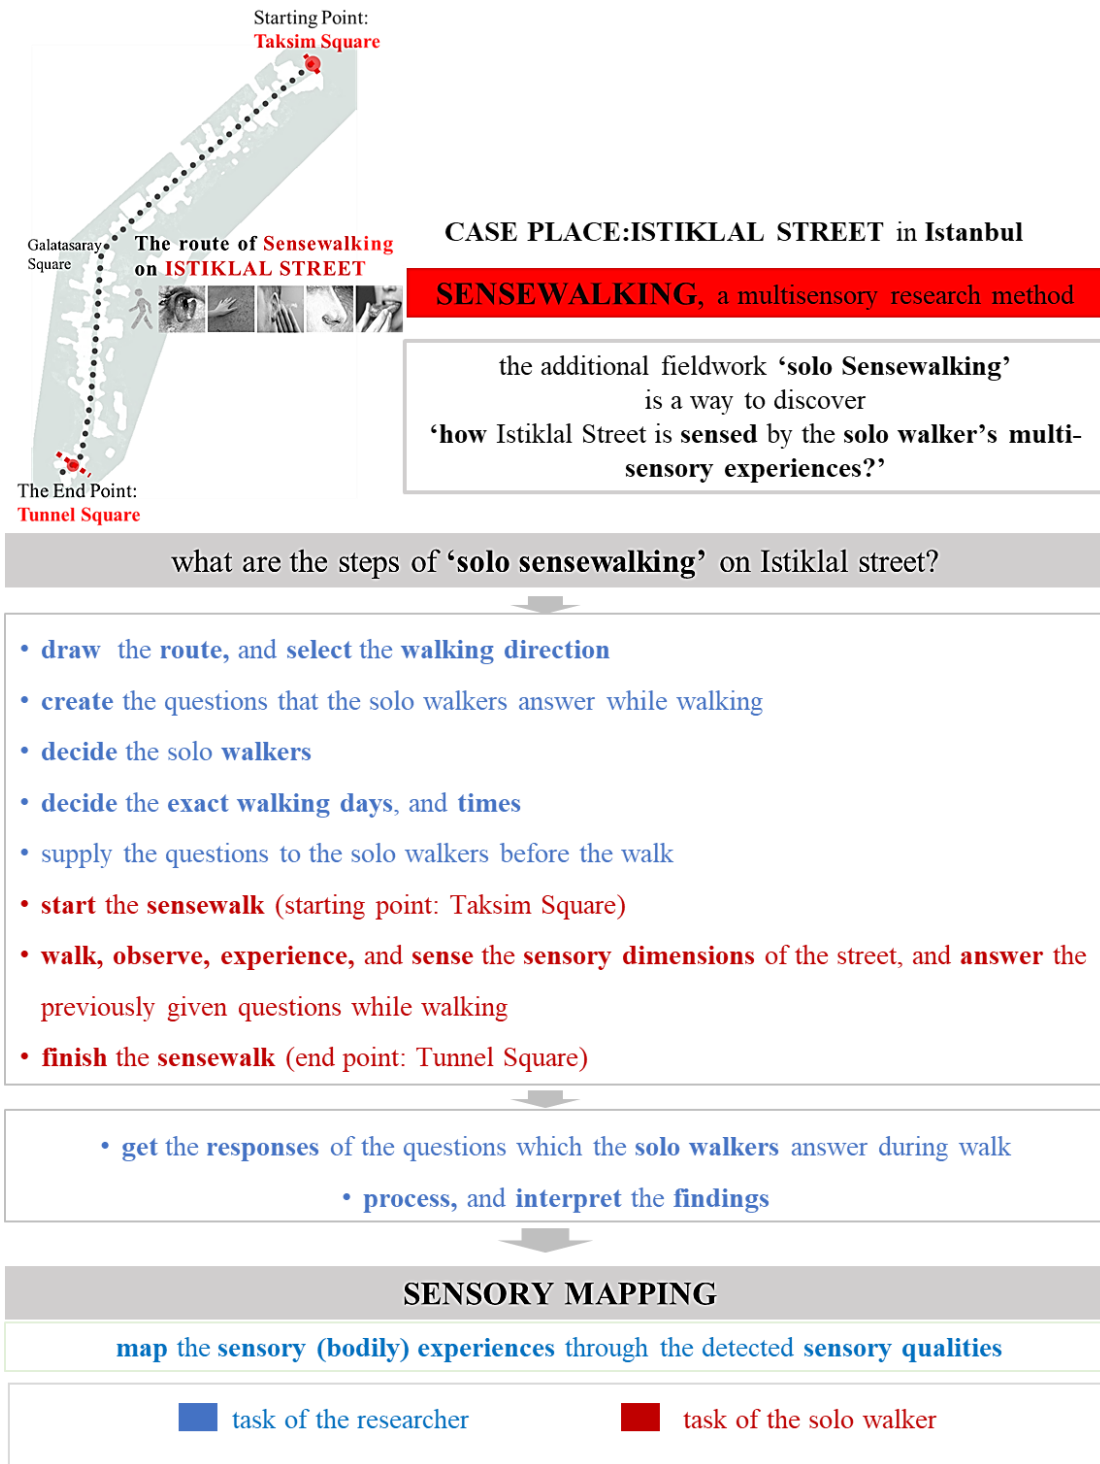 Starting Point:
Taksim Square
Galatasaray
Square
The route of Sensewalking
on ISTIKLAL STREET
The End Point:
Tunnel Square
CASE PLACE:ISTIKLAL STREET in Istanbul
SENSEWALKING, a multisensory research method
the additional fieldwork ‘solo Sensewalking’
is a way to discover
‘how Istiklal Street is sensed by the solo walker’s multi-
sensory experiences?’
what are the steps of ‘solo sensewalking’ on Istiklal street?
• draw the route, and select the walking direction
• create the questions that the solo walkers answer while walking
• decide the solo walkers
• decide the exact walking days, and times
• supply the questions to the solo walkers before the walk
• start the sensewalk (starting point: Taksim Square)
• walk, observe, experience, and sense the sensory dimensions of the street, and answer the
previously given questions while walking
• finish the sensewalk (end point: Tunnel Square)
• get the responses of the questions which the solo walkers answer during walk
• process, and interpret the findings
SENSORY MAPPING
map the sensory (bodily) experiences through the detected sensory qualities
task of the researcher
task of the solo walker